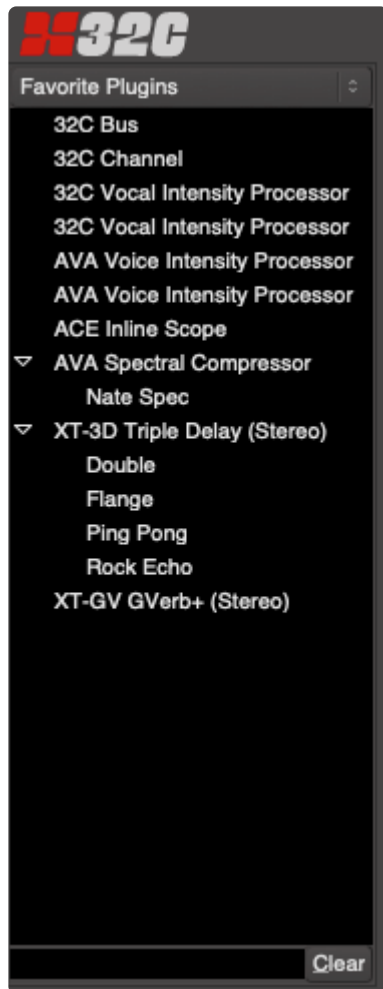 32C
Favorite Plugins
32C Bus
32C Channel
32C Vocal Intensity Processor
32C Vocal Intensity Processor
AVA Voice Intensity Processor
AVA Voice Intensity Processor
ACE Inline Scope
AVA Spectral Compressor
Nate Spec
XT-3D Triple Delay (Stereo)
Double
Flange
Ping Pong
Rock Echo
XT-GV GVerb+ (Stereo)
Clear